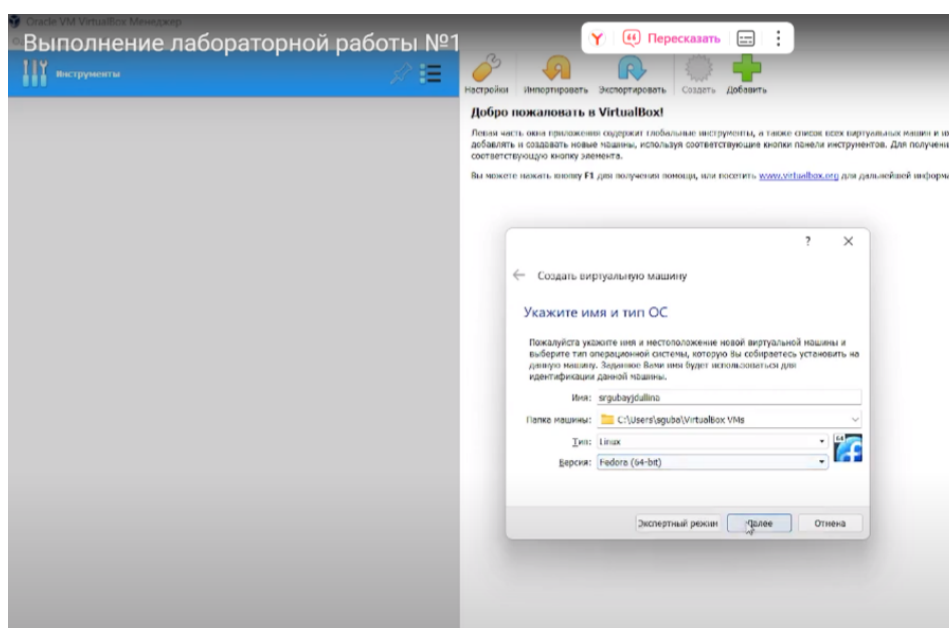 Oracle VM VirtualBox Менеджер
Выполнение лабораторной работы №1
Пересказать
Инструменты
Настройки Импортировать Экспортировать Создать Добавить
Добро пожаловать в VirtualBox!
Левая часть окна приложения содержит глобальные инструменты, а также список всех виртуальных машин и
добавлять и создавать новые машины, используя соответствующие кнопки панели инструментов. Для получени
соответствующую кнопку элемента.
Вы можете нажать кнопку F1 для получения помощи, или посетить www.virtualbox.org для дальнейшей информа
? ×
← Создать виртуальную машину
Укажите имя и тип ОС
Пожалуйста укажите имя и местоположение новой виртуальной машины и
выберите тип операционной системы, которую Вы собираетесь установить на
данную машину. Заданное Вами имя будет использоваться для
идентификации данной машины.
Имя: srgubayjdullina
Папка машины: C:\Users\sguba\VirtualBox VMs
Тип: Linux
64
Версия: Fedora (64-bit)
Экспертный режим Далее Отмена